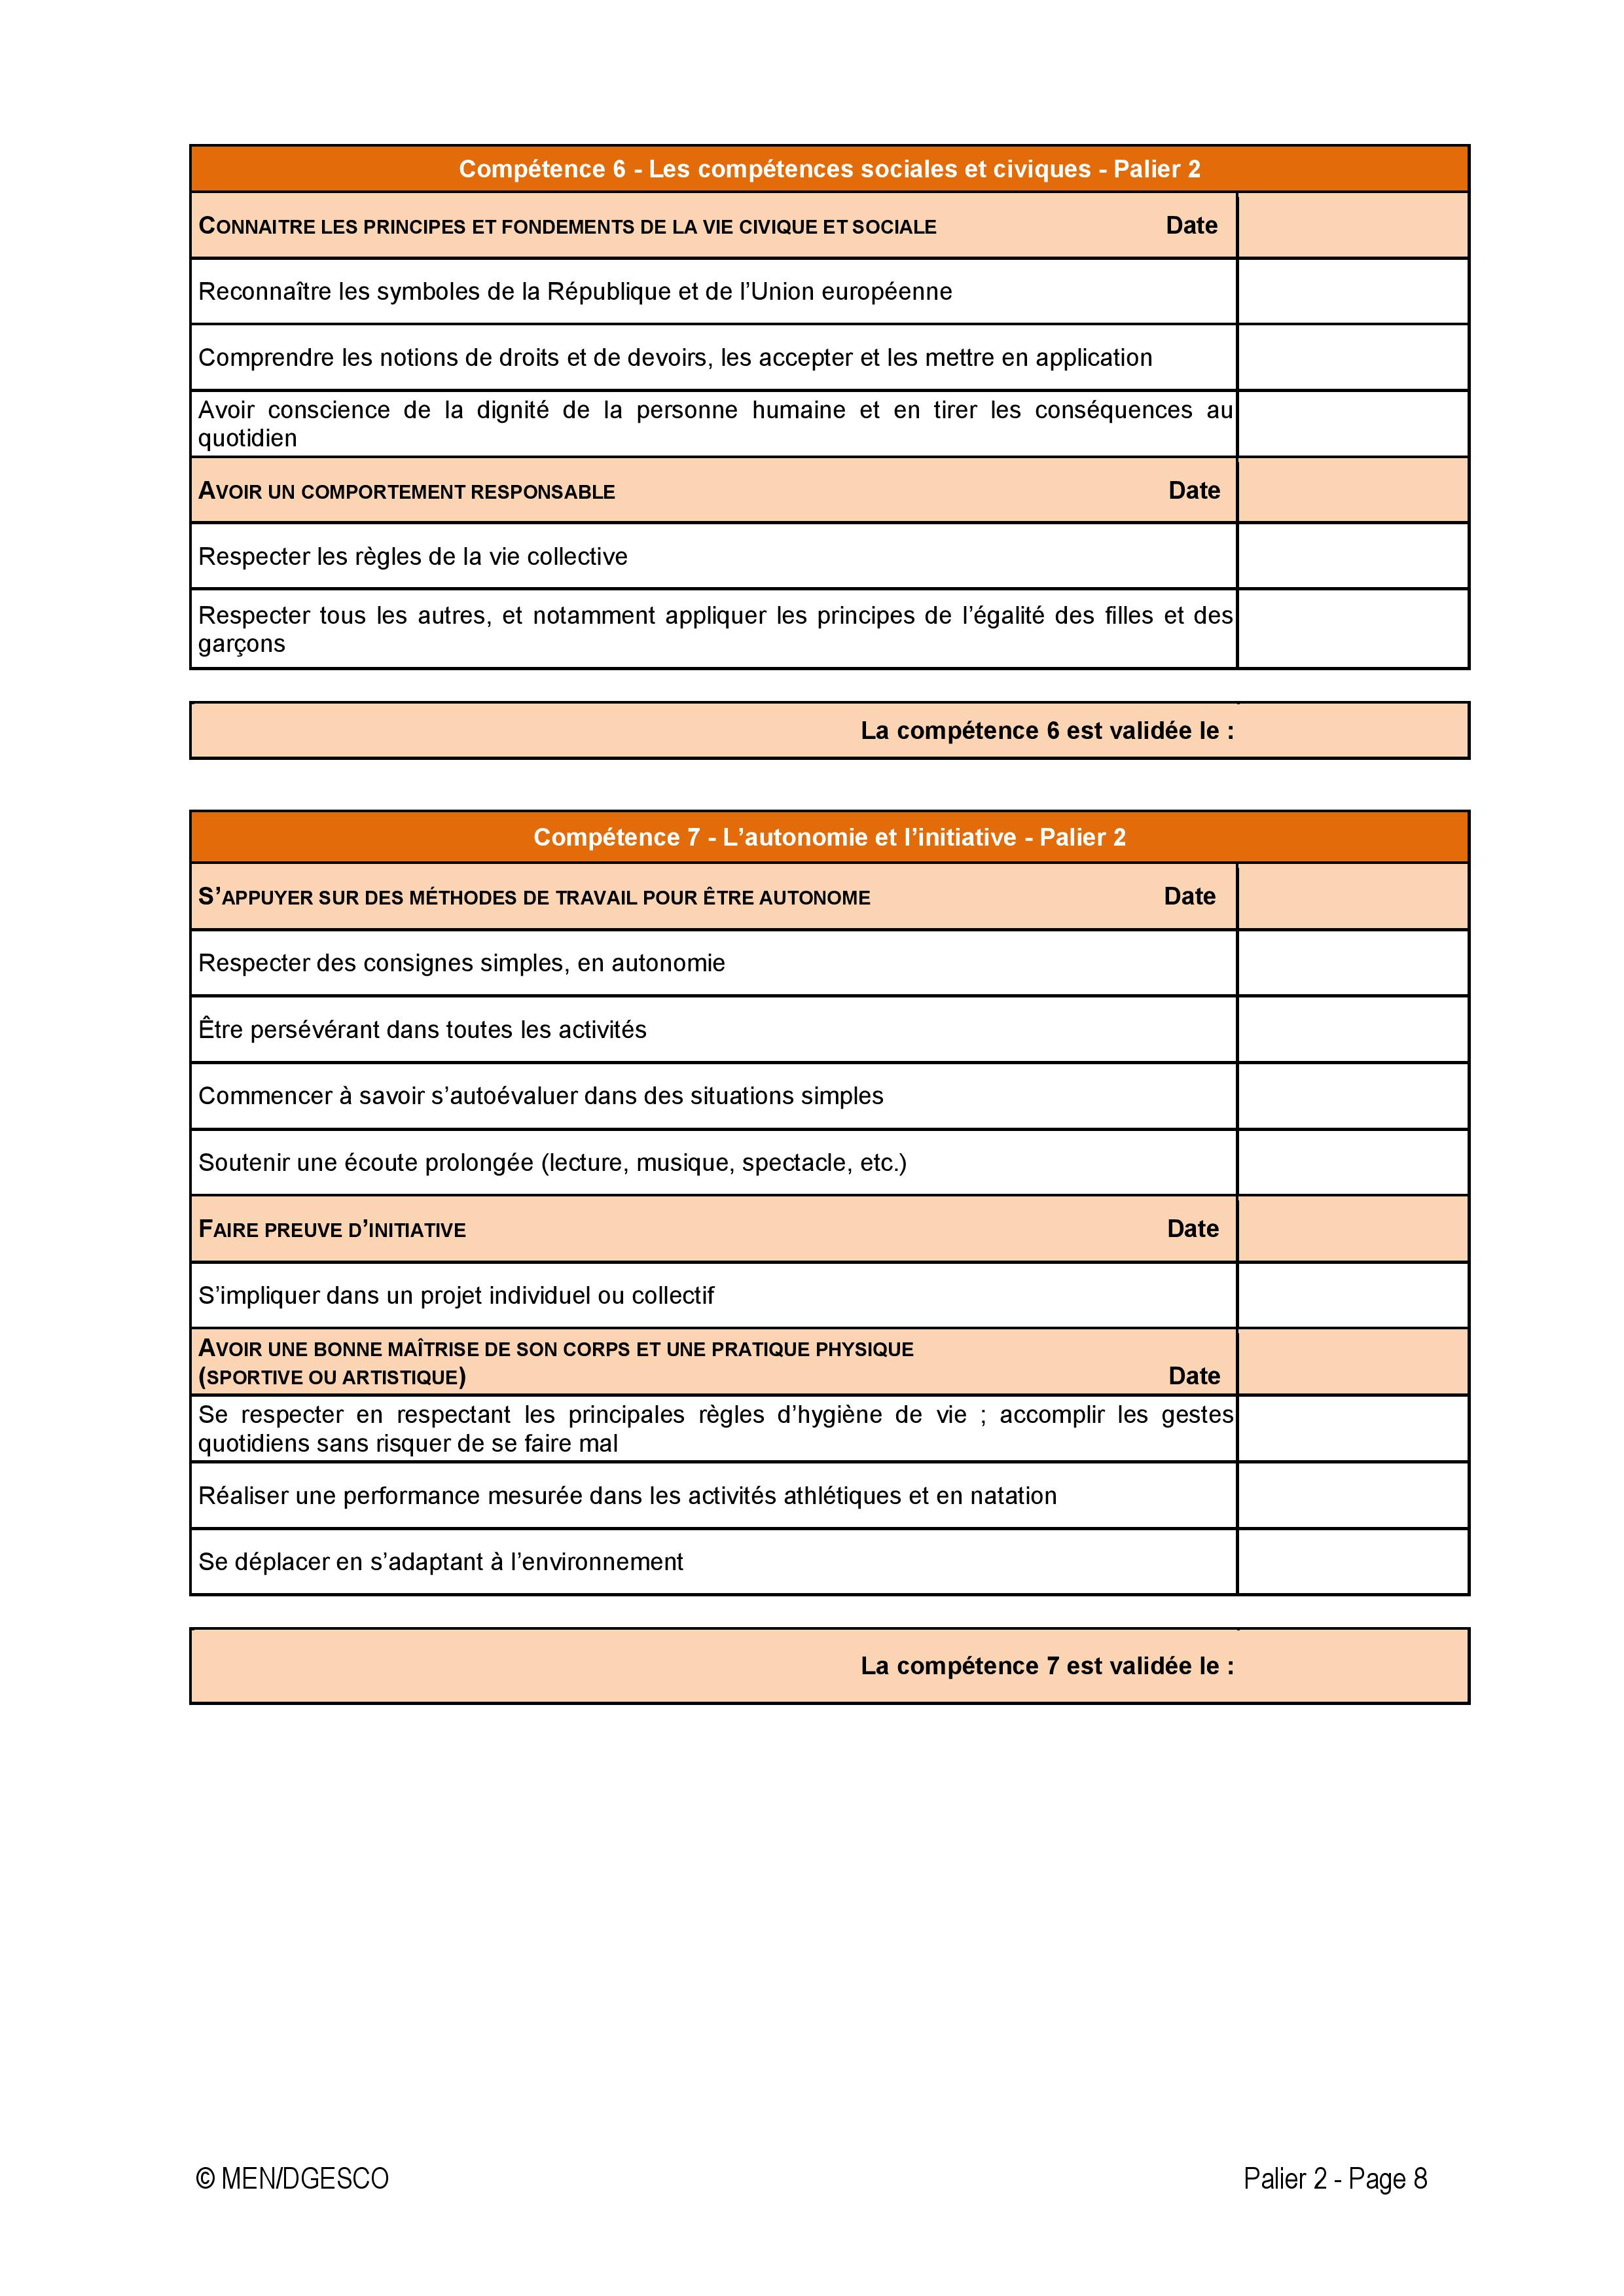 Compétence 6 - Les compétences sociales et civiques - Palier 2
CONNAITRE LES PRINCIPES ET FONDEMENTS DE LA VIE CIVIQUE ET SOCIALE Date
Reconnaître les symboles de la République et de l’Union européenne
Comprendre les notions de droits et de devoirs, les accepter et les mettre en application
Avoir conscience de la dignité de la personne humaine et en tirer les conséquences au
quotidien
AVOIR UN COMPORTEMENT RESPONSABLE Date
Respecter les règles de la vie collective
Respecter tous les autres, et notamment appliquer les principes de l’égalité des filles et des
garçons
La compétence 6 est validée le :
Compétence 7 - L’autonomie et l’initiative - Palier 2
S’APPUYER SUR DES MÉTHODES DE TRAVAIL POUR ÊTRE AUTONOME Date
Respecter des consignes simples, en autonomie
Être persévérant dans toutes les activités
Commencer à savoir s’autoévaluer dans des situations simples
Soutenir une écoute prolongée (lecture, musique, spectacle, etc.)
FAIRE PREUVE D’INITIATIVE Date
S’impliquer dans un projet individuel ou collectif
AVOIR UNE BONNE MAÎTRISE DE SON CORPS ET UNE PRATIQUE PHYSIQUE
(SPORTIVE OU ARTISTIQUE) Date
Se respecter en respectant les principales règles d’hygiène de vie ; accomplir les gestes
quotidiens sans risquer de se faire mal
Réaliser une performance mesurée dans les activités athlétiques et en natation
Se déplacer en s’adaptant à l’environnement
La compétence 7 est validée le :
© MEN/DGESCO Palier 2 - Page 8